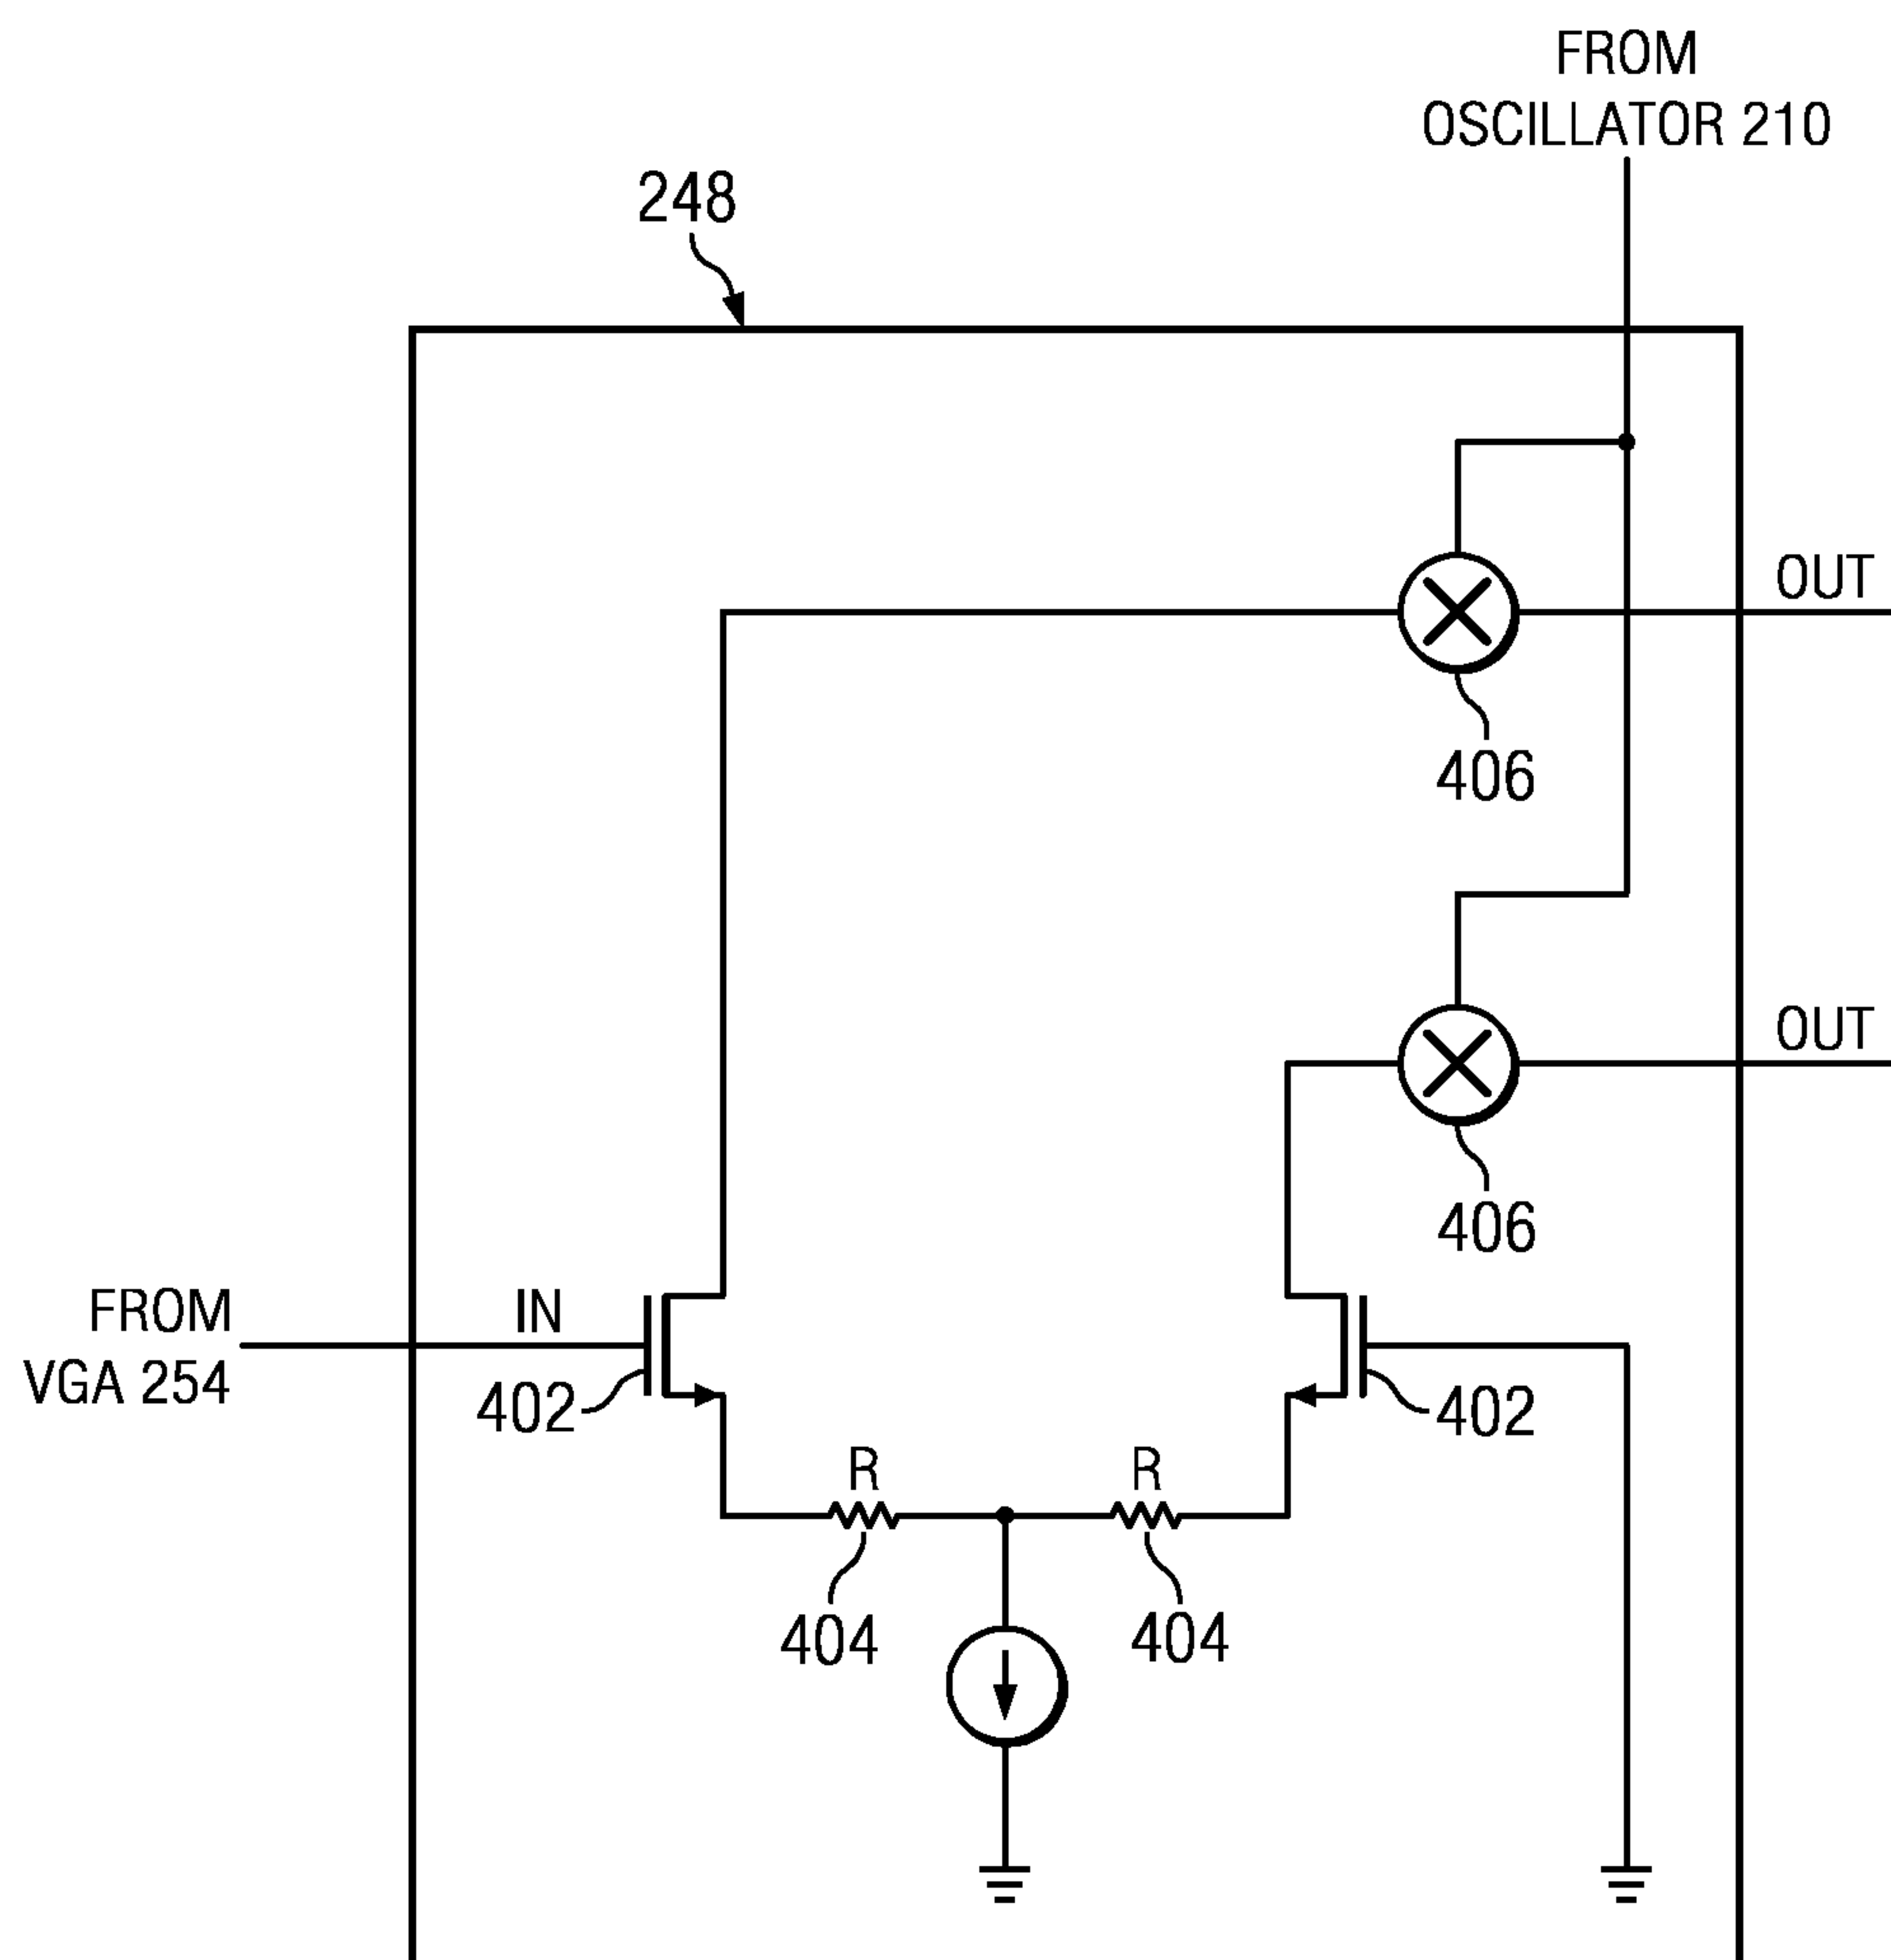 FROM
OSCILLATOR 210
248
OUT
406
OUT
406
FROM
VGA 254
IN
402
402
R
R
404
404